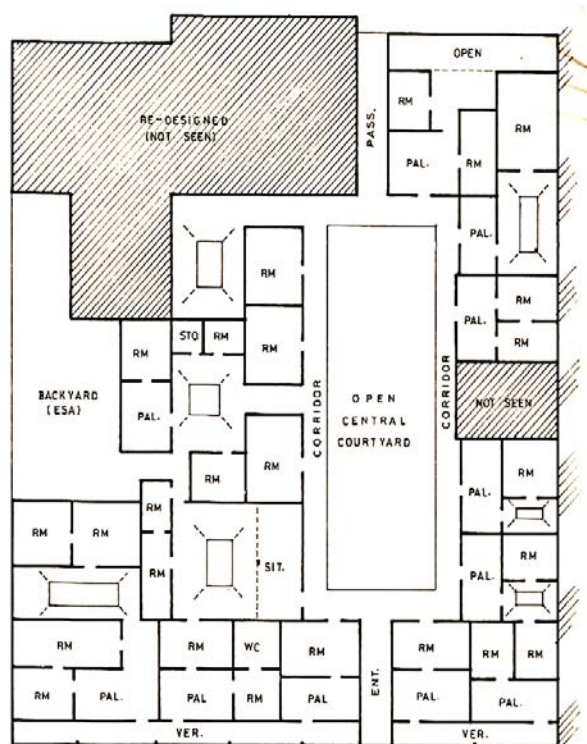 OPEN
RM
RE-DESIGNED
(NOT SEEN)
PASS.
RM
PAL.
RM
PAL.
RM
PAL.
RM
STO.
RM
RM
RM
RM
BACKYARD
(ESA)
PAL.
CORRIDOR
OPEN
CENTRAL
COURTYARD
CORRIDOR
NOT SEEN
RM
RM
RM
PAL.
RM
RM
RM
RM
SIT.
PAL.
RM
RM
RM
WC
RM
ENT.
RM
RM
RM
RM
PAL.
PAL
RM
PAL
PAL.
PAL.
VER.
VER.